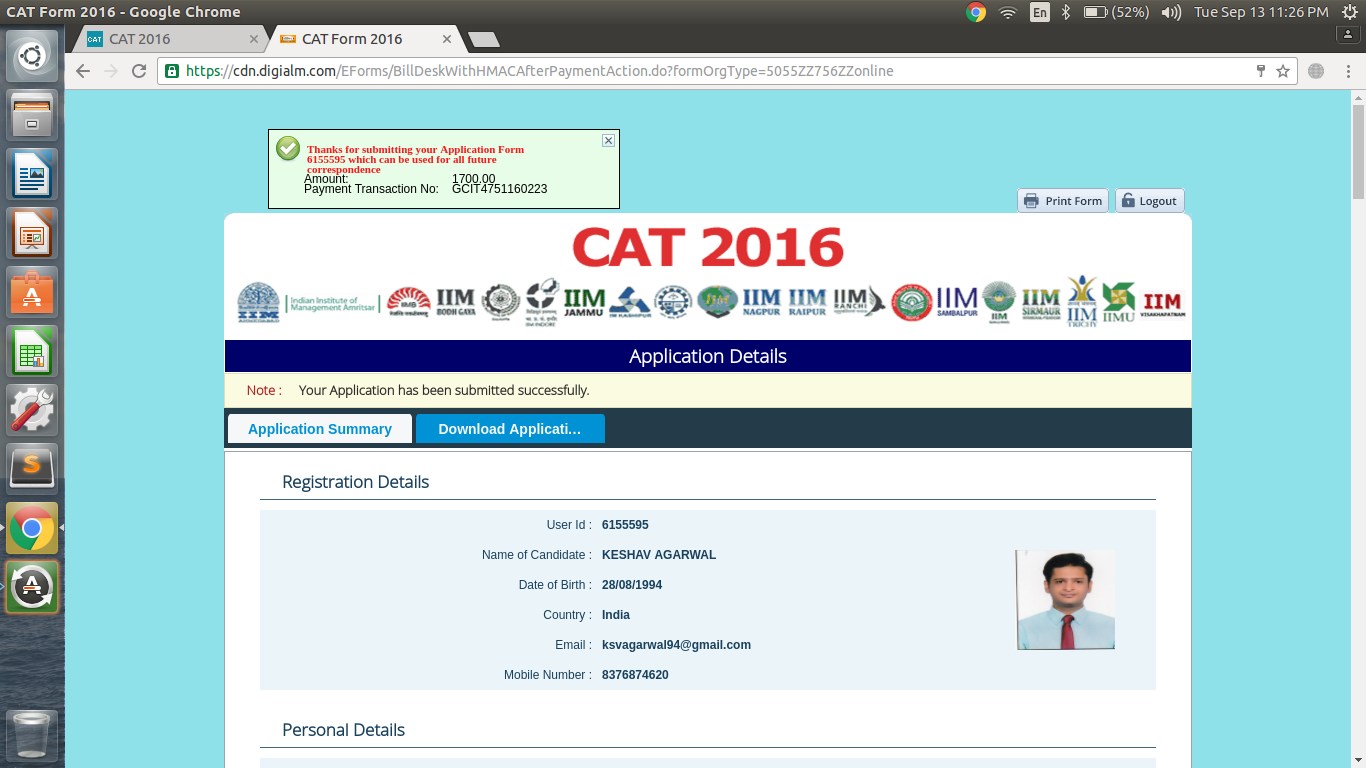 CAT Form 2016 - Google Chrome
En
(52%)
Tue Sep 13 11:26 PM
CAT
CAT 2016
CAT Form 2016
https://cdn.digialm.com/EForms/BillDeskWithHMACAfterPaymentAction.do?formOrgType=5055ZZ756ZZonline
Thanks for submitting your Application Form
6155595 which can be used for all future
correspondence
Amount: 1700.00
Payment Transaction No: GCIT4751160223
Print Form
Logout
CAT 2016
Indian Institute of
Management Amritsar
IIMB
IIM
BODH GAYA
IIM INDORE
IIM
JAMMU
IIM KASHIPUR
IIM
NAGPUR
IIM
RAIPUR
IIM
RANCHI
IIM
SAMBALPUR
IIM
IIM
SIRMAUR
IIM
TRICHY
IIMU
IIM
VISAKHAPATNAM
Application Details
Note : Your Application has been submitted successfully.
Application Summary
Download Applicati...
Registration Details
User Id : 6155595
Name of Candidate : KESHAV AGARWAL
Date of Birth : 28/08/1994
Country : India
Email : ksvagarwal94@gmail.com
Mobile Number : 8376874620
Personal Details